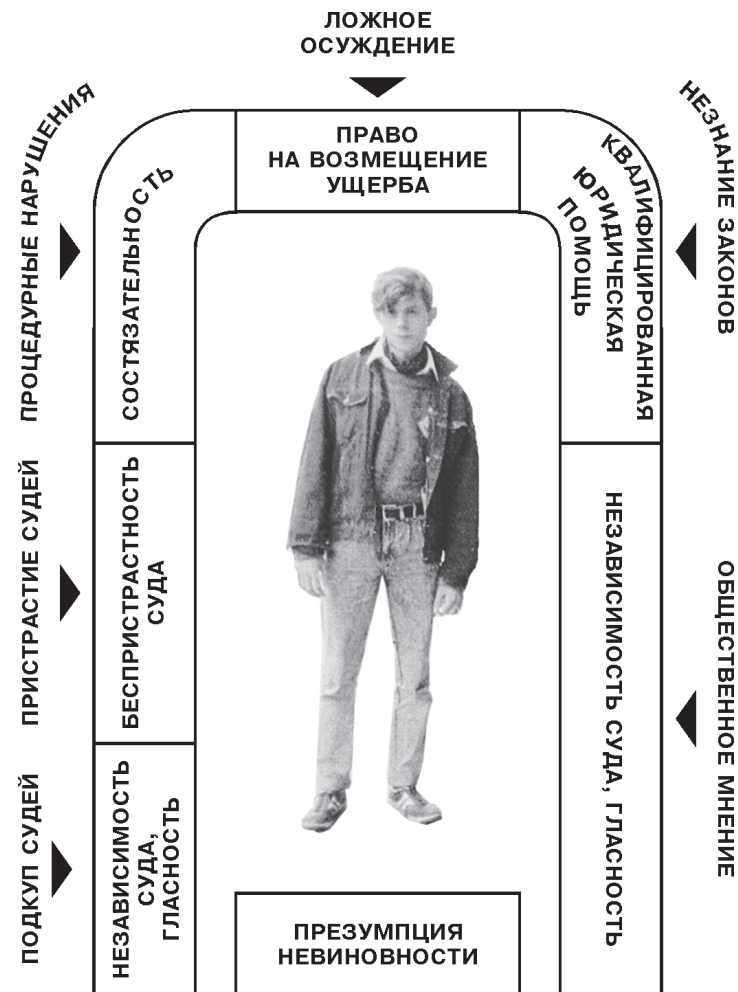 ЛОЖНОЕ
ОСУЖДЕНИЕ
ПРОЦЕДУРНЫЕ НАРУШЕНИЯ
ПРИСТРАСТИЕ СУДЕЙ
ПОДКУП СУДЕЙ
СОСТЯЗАТЕЛЬНОСТЬ
БЕСПРИСТРАСТНОСТЬ
СУДА
НЕЗАВИСИМОСТЬ
СУДА,
ГЛАСНОСТЬ
ПРАВО
НА ВОЗМЕЩЕНИЕ
УЩЕРБА
ПРЕЗУМПЦИЯ
НЕВИНОВНОСТИ
КВАЛИФИЦИРОВАННАЯ
ЮРИДИЧЕСКАЯ
ПОМОЩЬ
НЕЗАВИСИМОСТЬ СУДА, ГЛАСНОСТЬ
НЕЗНАНИЕ ЗАКОНОВ
ОБЩЕСТВЕННОЕ МНЕНИЕ